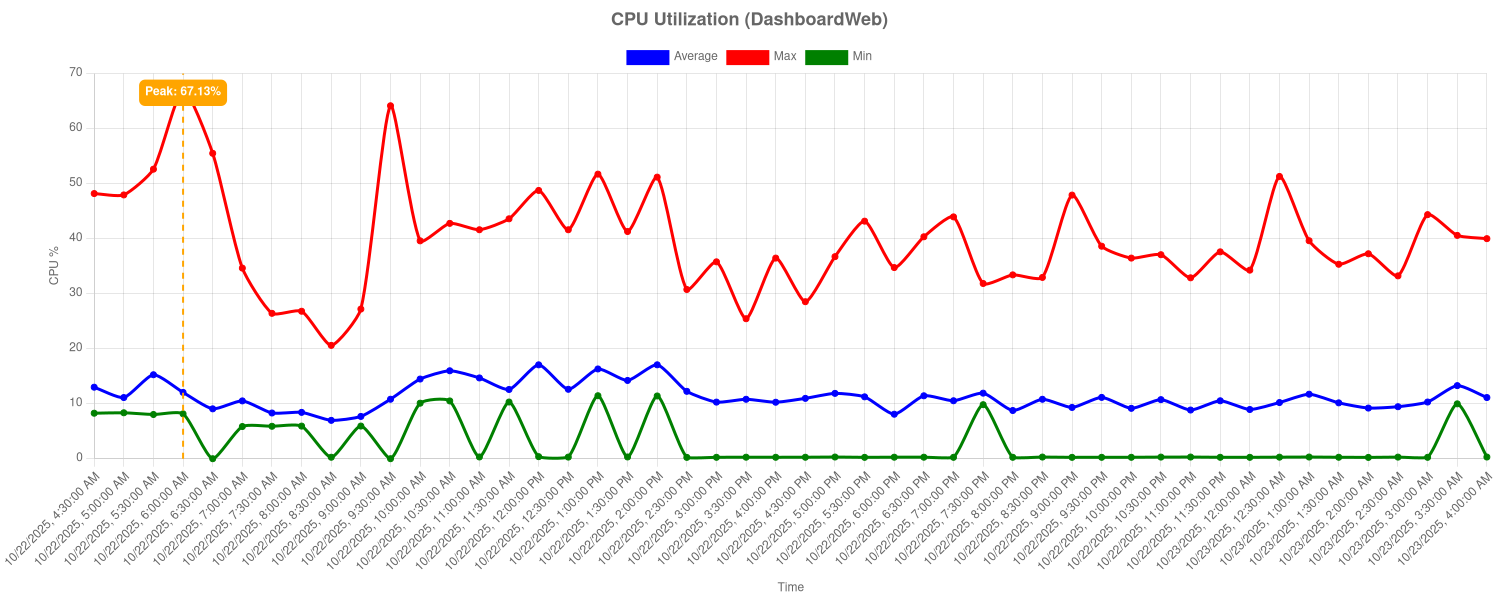 CPU Utilization (DashboardWeb)
Average
Max
Min
Peak: 67.13%
CPU %
70
60
50
40
30
20
10
0
10/22/2025, 4:30:00 AM
10/22/2025, 5:00:00 AM
10/22/2025, 5:30:00 AM
10/22/2025, 6:00:00 AM
10/22/2025, 6:30:00 AM
10/22/2025, 7:00:00 AM
10/22/2025, 7:30:00 AM
10/22/2025, 8:00:00 AM
10/22/2025, 8:30:00 AM
10/22/2025, 9:00:00 AM
10/22/2025, 9:30:00 AM
10/22/2025, 10:00:00 AM
10/22/2025, 10:30:00 AM
10/22/2025, 11:00:00 AM
10/22/2025, 11:30:00 AM
10/22/2025, 12:00:00 PM
10/22/2025, 12:30:00 PM
10/22/2025, 1:00:00 PM
10/22/2025, 1:30:00 PM
10/22/2025, 2:00:00 PM
10/22/2025, 2:30:00 PM
10/22/2025, 3:00:00 PM
10/22/2025, 3:30:00 PM
10/22/2025, 4:00:00 PM
10/22/2025, 4:30:00 PM
10/22/2025, 5:00:00 PM
10/22/2025, 5:30:00 PM
10/22/2025, 6:00:00 PM
10/22/2025, 6:30:00 PM
10/22/2025, 7:00:00 PM
10/22/2025, 7:30:00 PM
10/22/2025, 8:00:00 PM
10/22/2025, 8:30:00 PM
10/22/2025, 9:00:00 PM
10/22/2025, 9:30:00 PM
10/22/2025, 10:00:00 PM
10/22/2025, 10:30:00 PM
10/22/2025, 11:00:00 PM
10/22/2025, 11:30:00 PM
10/23/2025, 12:00:00 AM
10/23/2025, 12:30:00 AM
10/23/2025, 1:00:00 AM
10/23/2025, 1:30:00 AM
10/23/2025, 2:00:00 AM
10/23/2025, 2:30:00 AM
10/23/2025, 3:00:00 AM
10/23/2025, 3:30:00 AM
10/23/2025, 4:00:00 AM
Time